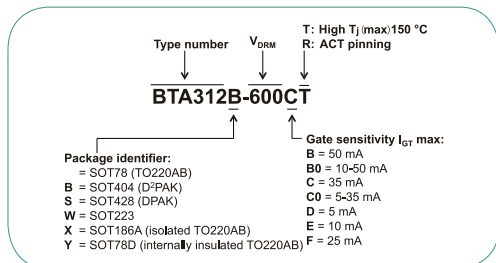 T: High Tj (max) 150 °C
R: ACT pinning
Type number
VDRM
BTA312B-600CT
Package identifier:
= SOT78 (TO220AB)
B = SOT404 (D²PAK)
S = SOT428 (DPAK)
W = SOT223
X = SOT186A (isolated TO220AB)
Y = SOT78D (internally insulated TO220AB)
Gate sensitivity IGT max:
B = 50 mA
B0 = 10-50 mA
C = 35 mA
C0 = 5-35 mA
D = 5 mA
E = 10 mA
F = 25 mA